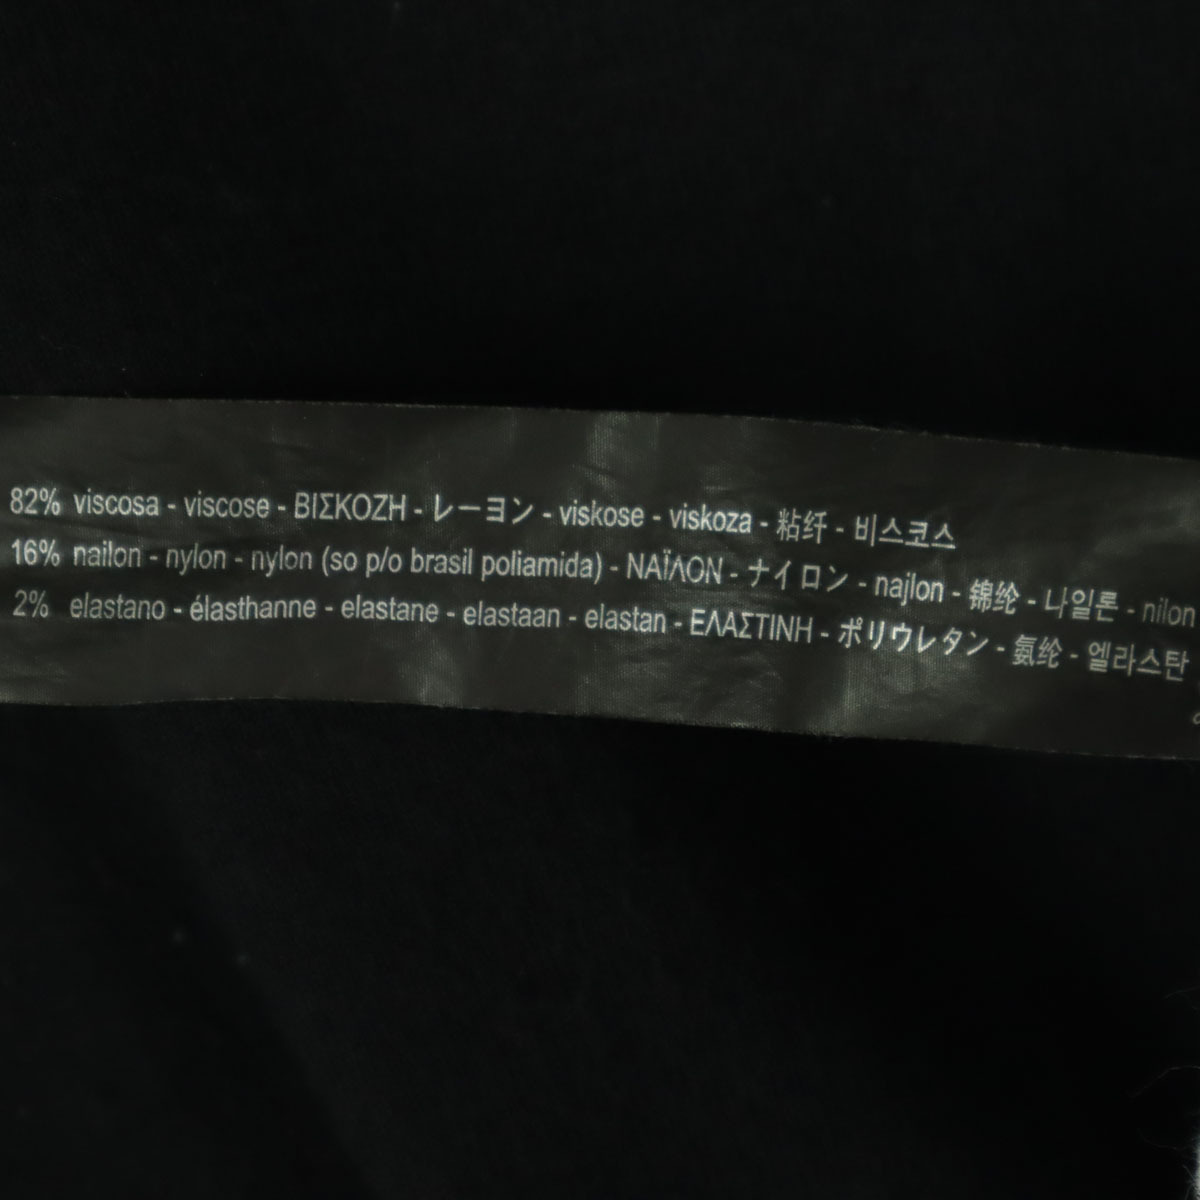 82% viscosa - viscose - ΒΙΣΚΟΖΗ - レーヨン - viskose - viskoza - 粘纤 - 비스코스
16% nailon - nylon - nylon (so p/o brasil poliamida) - ΝΑΪΛΟΝ - ナイロン - najlon - 锦纶 - 나일론 - nilon
2% elastano - élasthanne - elastane - elastaan - elastan - ΕΛΑΣΤΙΝΗ - ポリウレタン - 氨纶 - 엘라스탄